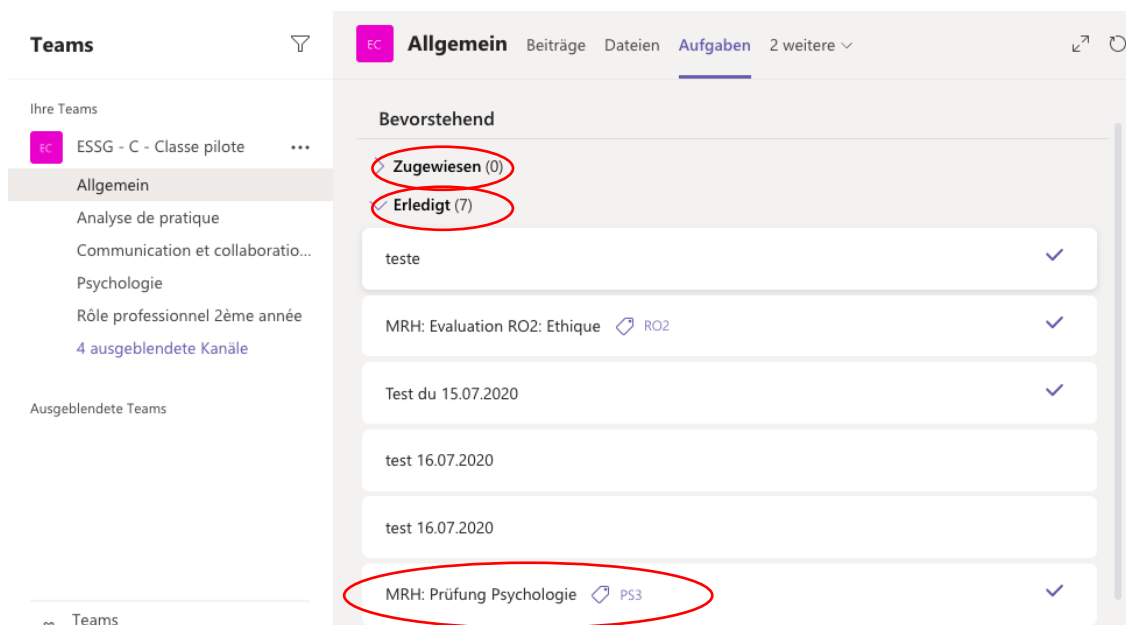 Teams
Ihre Teams
EC ESSG - C - Classe pilote
Allgemein
Analyse de pratique
Communication et collaboratio...
Psychologie
Rôle professionnel 2ème année
4 ausgeblendete Kanäle
Ausgeblendete Teams
Teams
EC Allgemein Beiträge Dateien Aufgaben 2 weitere
Bevorstehend
Zugewiesen (0)
Erledigt (7)
teste
MRH: Evaluation RO2: Ethique RO2
Test du 15.07.2020
test 16.07.2020
test 16.07.2020
MRH: Prüfung Psychologie PS3